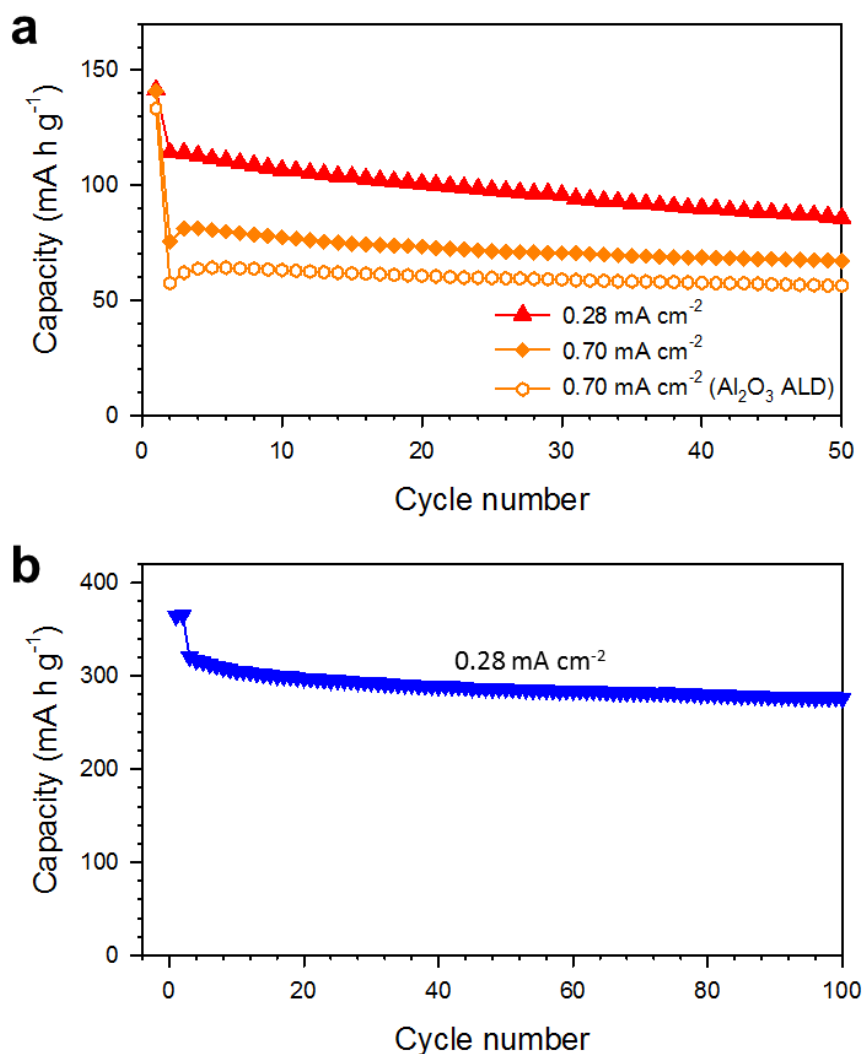 a
Capacity (mA h g⁻¹)
150
100
50
0
0.28 mA cm⁻²
0.70 mA cm⁻²
0.70 mA cm⁻² (Al₂O₃ ALD)
0 10 20 30 40 50
Cycle number
b
Capacity (mA h g⁻¹)
400
300
200
100
0
0.28 mA cm⁻²
0 20 40 60 80 100
Cycle number